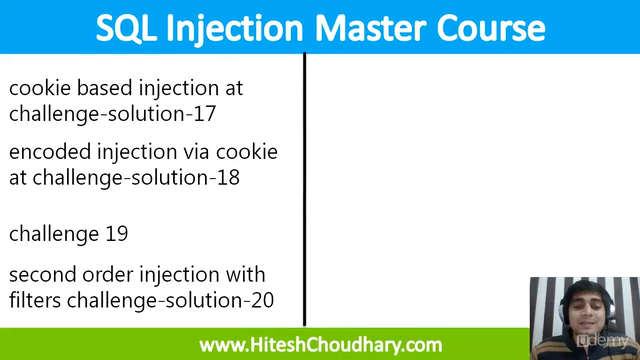 SQL Injection Master Course
cookie based injection at
challenge-solution-17
encoded injection via cookie
at challenge-solution-18
challenge 19
second order injection with
filters challenge-solution-20
www.HiteshChoudhary.com
udemy